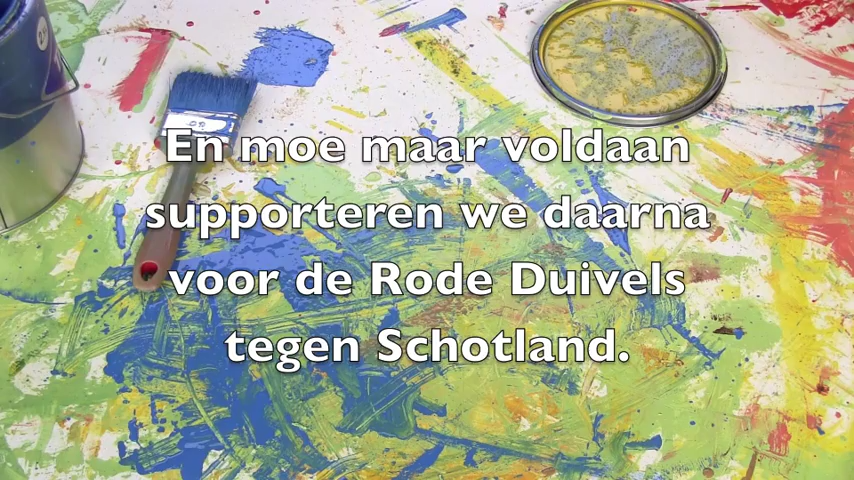 En moe maar voldaan
supporteren we daarna
voor de Rode Duivels
tegen Schotland.